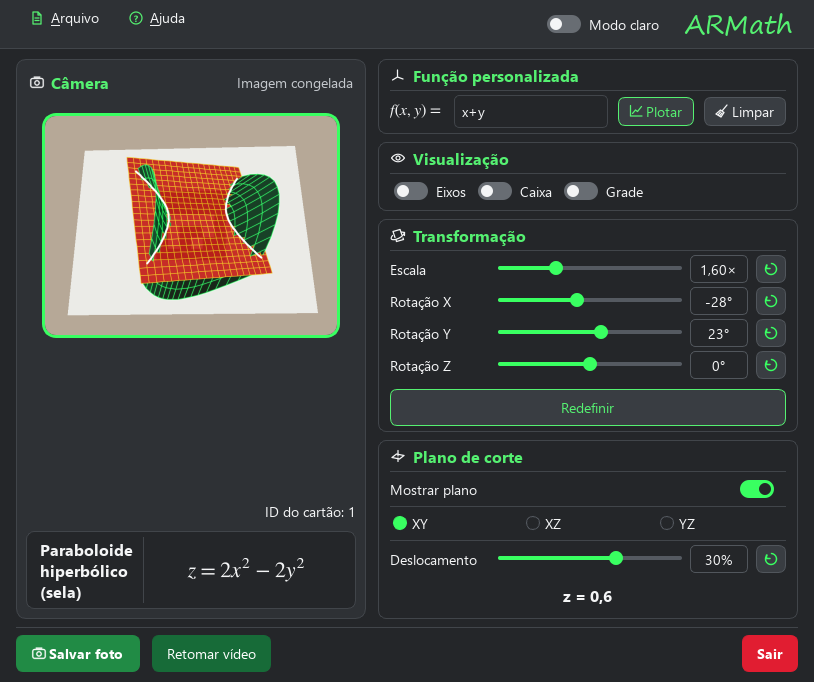 Arquivo
Ajuda
Modo claro
ARMath
Câmera
Imagem congelada
ID do cartão: 1
Paraboloide
hiperbólico
(sela)
z = 2x² − 2y²
Função personalizada
f(x, y) =
x+y
Plotar
Limpar
Visualização
Eixos
Caixa
Grade
Transformação
Escala
1,60×
Rotação X
-28°
Rotação Y
23°
Rotação Z
0°
Redefinir
Plano de corte
Mostrar plano
XY
XZ
YZ
Deslocamento
30%
z = 0,6
Salvar foto
Retomar vídeo
Sair